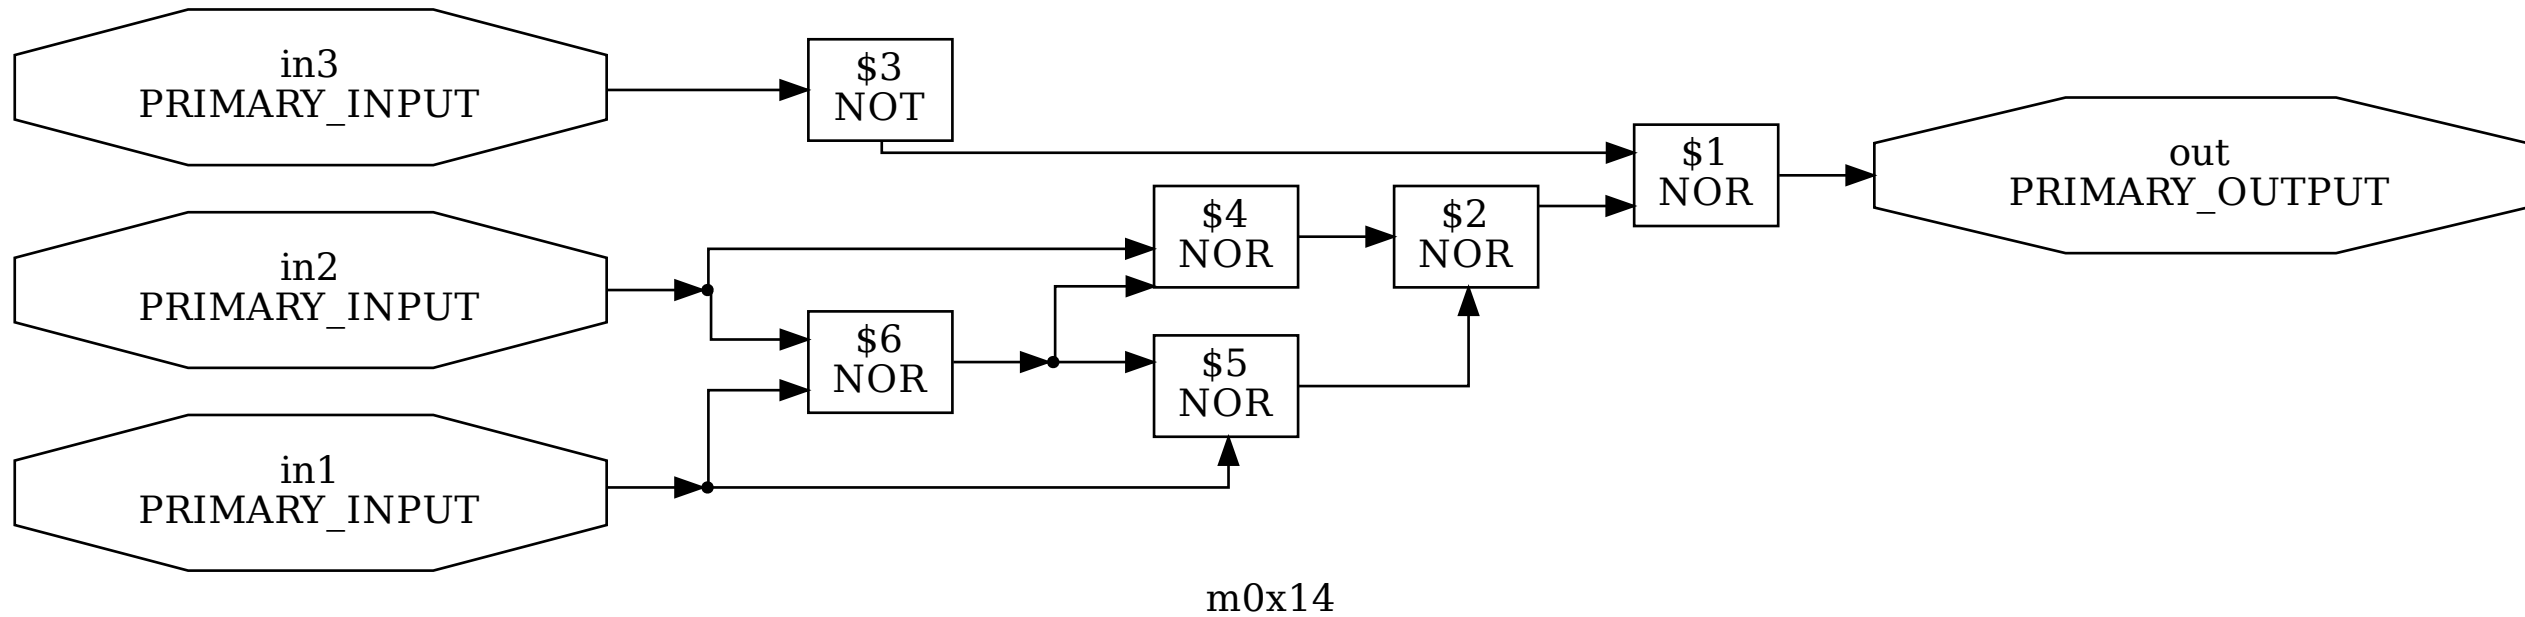 in3
PRIMARY_INPUT
$3
NOT
$1
NOR
out
PRIMARY_OUTPUT
in2
PRIMARY_INPUT
$4
NOR
$2
NOR
$6
NOR
$5
NOR
in1
PRIMARY_INPUT
m0x14